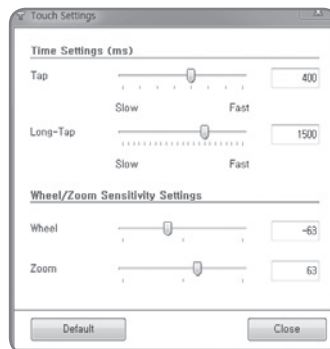 Touch Settings
Time Settings (ms)
Tap
400
Slow Fast
Long-Tap
1500
Slow Fast
Wheel/Zoom Sensitivity Settings
Wheel
-63
Zoom
63
Default Close